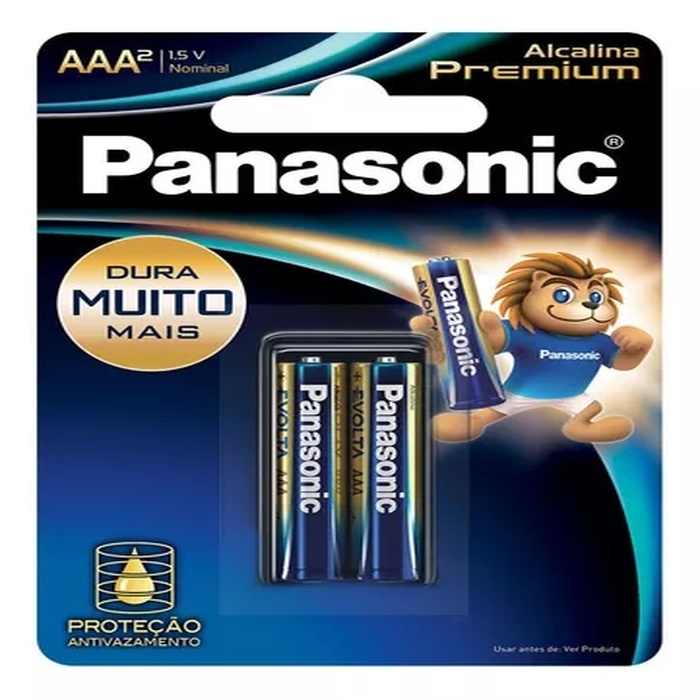 AAA² | 1,5 V
Nominal
Alcalina
Premium
Panasonic®
DURA
MUITO
MAIS
Panasonic
EVOLTA
Panasonic
Panasonic
EVOLTA AAA
Panasonic
EVOLTA AAA
Alcalina
PROTEÇÃO
ANTIVAZAMENTO
Usar antes de: Ver Produto